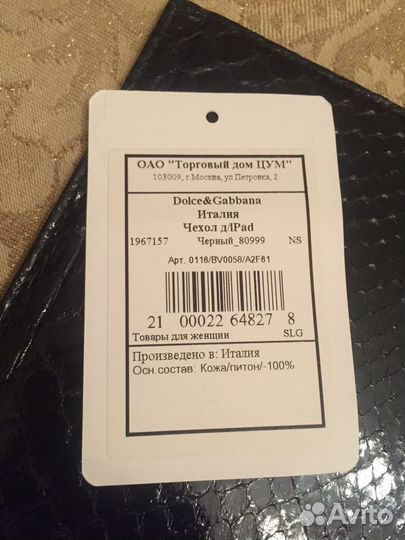 ОАО "Торговый дом ЦУМ"
103009, г Москва, ул Петровка, 2
Dolce&Gabbana
Италия
Чехол д/IPad
1967157 Черный_80999 NS
Арт. 0116/BV0058/A2F61
21 00022 64827 8
Товары для женщин SLG
Произведено в: Италия
Осн.состав: Кожа/питон/-100%
Avito